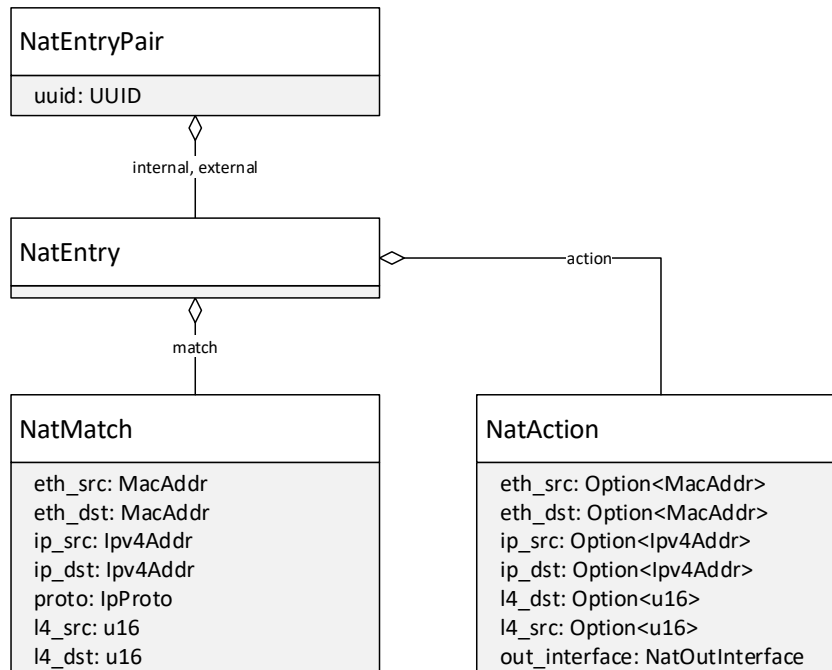 NatEntryPair
uuid: UUID
internal, external
NatEntry
action
match
NatMatch
eth_src: MacAddr
eth_dst: MacAddr
ip_src: Ipv4Addr
ip_dst: Ipv4Addr
proto: IpProto
l4_src: u16
l4_dst: u16
NatAction
eth_src: Option<MacAddr>
eth_dst: Option<MacAddr>
ip_src: Option<Ipv4Addr>
ip_dst: Option<Ipv4Addr>
l4_dst: Option<u16>
l4_src: Option<u16>
out_interface: NatOutInterface